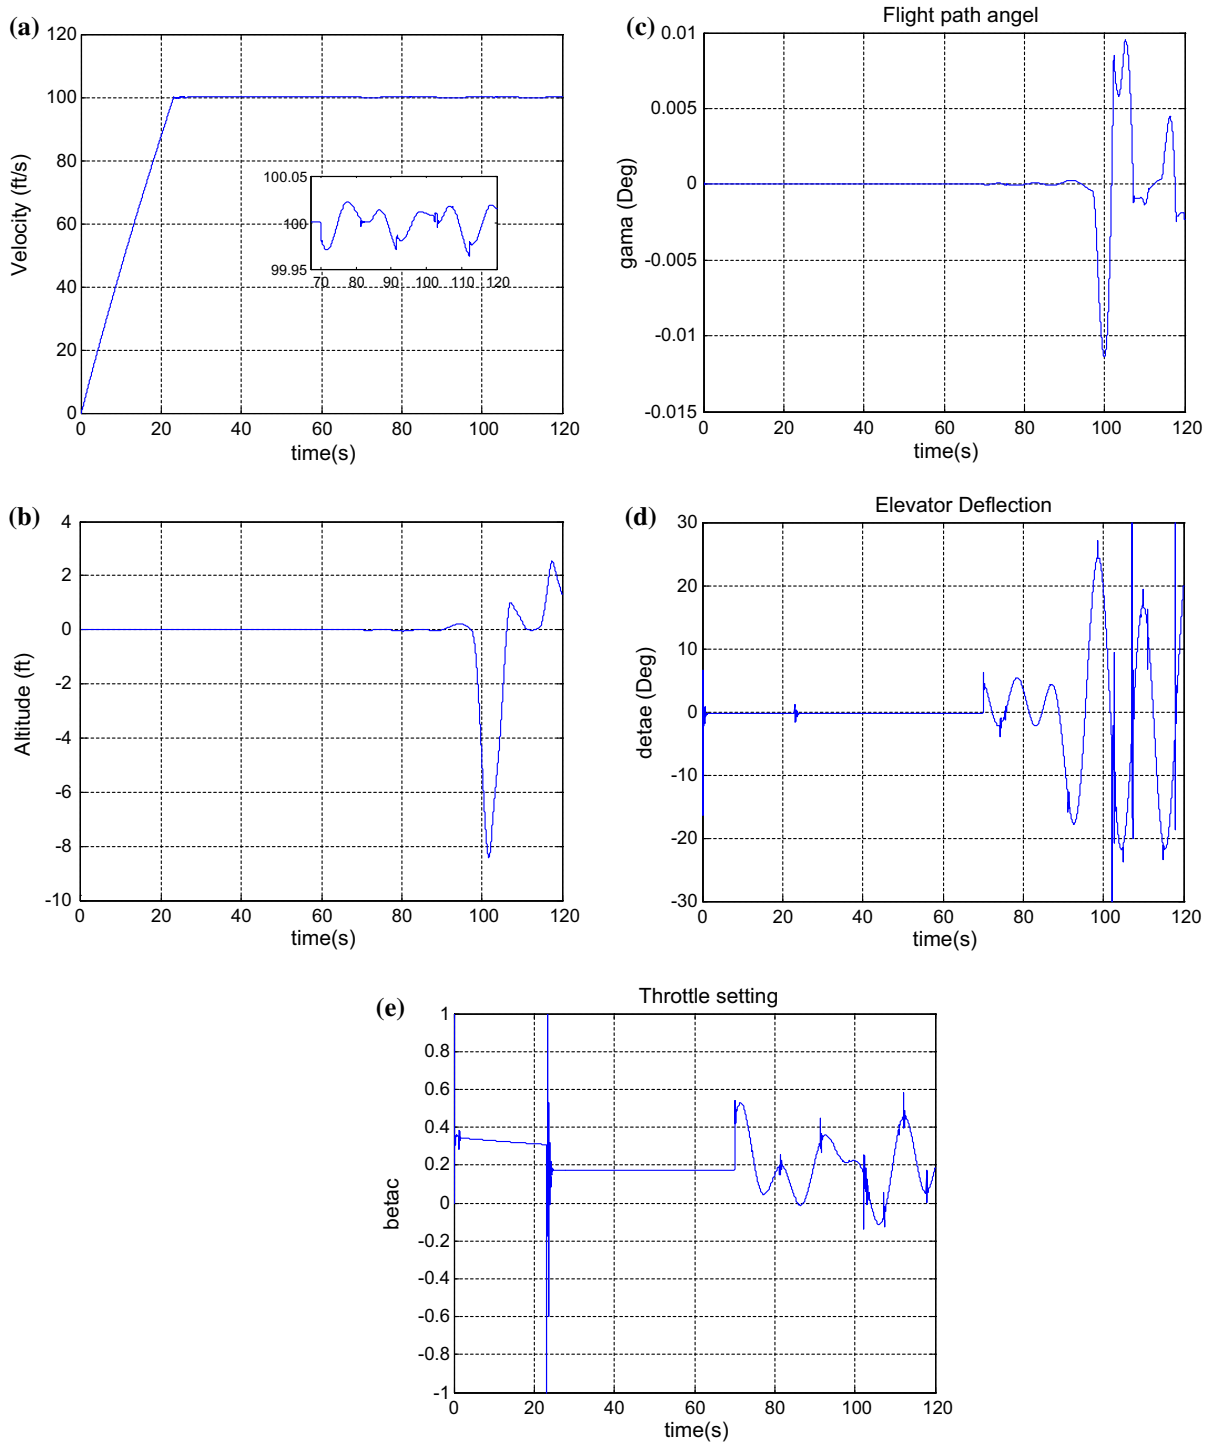 (a)
120
100
80
60
40
20
0
Velocity (ft/s)
100.05
100
99.95
70 80 90 100 110 120
0 20 40 60 80 100 120
time(s)
(c)
Flight path angel
0.01
0.005
0
-0.005
-0.01
-0.015
gama (Deg)
0 20 40 60 80 100 120
time(s)
(b)
4
2
0
-2
-4
-6
-8
-10
Altitude (ft)
0 20 40 60 80 100 120
time(s)
(d)
Elevator Deflection
30
20
10
0
-10
-20
-30
detae (Deg)
0 20 40 60 80 100 120
time(s)
(e)
Throttle setting
1
0.8
0.6
0.4
0.2
0
-0.2
-0.4
-0.6
-0.8
-1
betac
0 20 40 60 80 100 120
time(s)